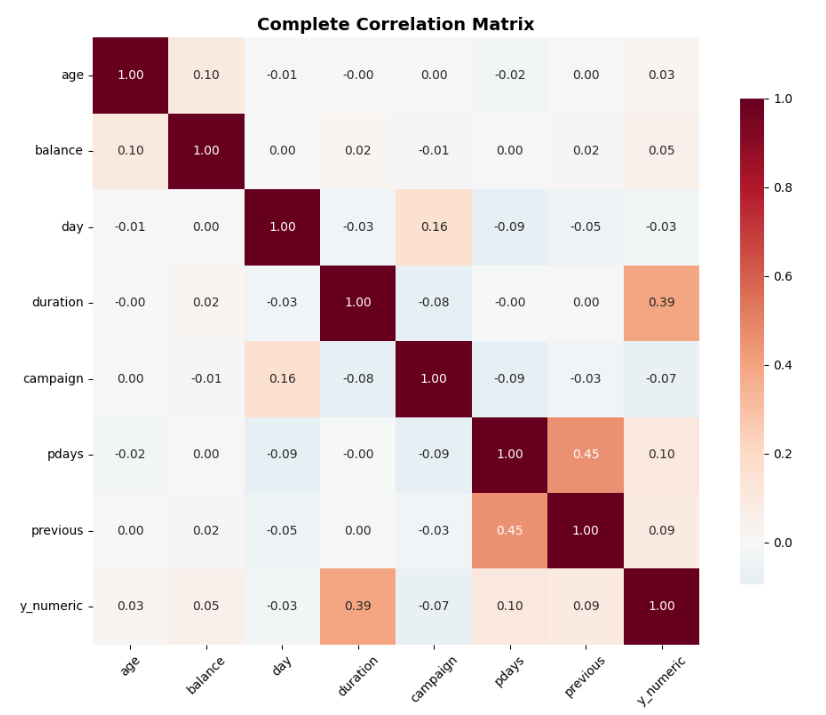 Complete Correlation Matrix
age 1.00 0.10 -0.01 -0.00 0.00 -0.02 0.00 0.03
balance 0.10 1.00 0.00 0.02 -0.01 0.00 0.02 0.05
day -0.01 0.00 1.00 -0.03 0.16 -0.09 -0.05 -0.03
duration -0.00 0.02 -0.03 1.00 -0.08 -0.00 0.00 0.39
campaign 0.00 -0.01 0.16 -0.08 1.00 -0.09 -0.03 -0.07
pdays -0.02 0.00 -0.09 -0.00 -0.09 1.00 0.45 0.10
previous 0.00 0.02 -0.05 0.00 -0.03 0.45 1.00 0.09
y_numeric 0.03 0.05 -0.03 0.39 -0.07 0.10 0.09 1.00
age balance day duration campaign pdays previous y_numeric
1.0
0.8
0.6
0.4
0.2
0.0